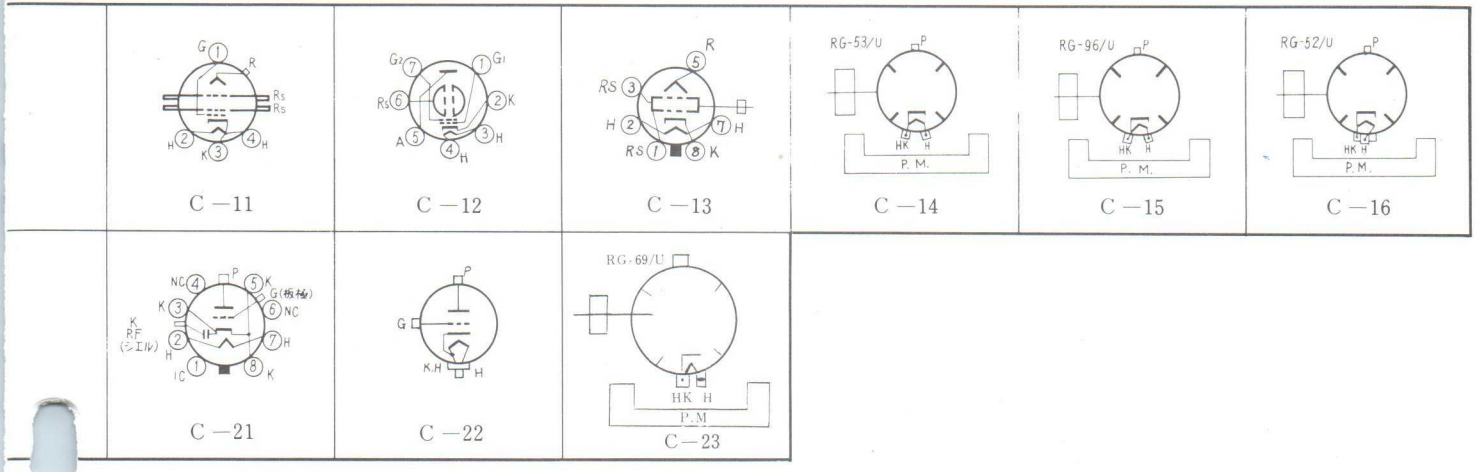 G 1
R
Rs
Rs
H 2
K 3
4 H
C-11
G2 7
1 G1
Rs 6
2 K
A 5
3 H
4
H
C-12
R
5
RS 3
H 2
7 H
RS 1
8 K
C-13
RG-53/U
P
HK H
P. M.
C-14
RG-96/U
P
HK H
P. M.
C-15
RG-52/U
P
HK H
P.M.
C-16
NC 4
P
5 K
G(板極)
K 3
6 NC
K
RF
(シエル)
2
H
7 H
1
IC
8 K
C-21
P
G
K.H H
C-22
RG-69/U
HK H
P.M
C-23